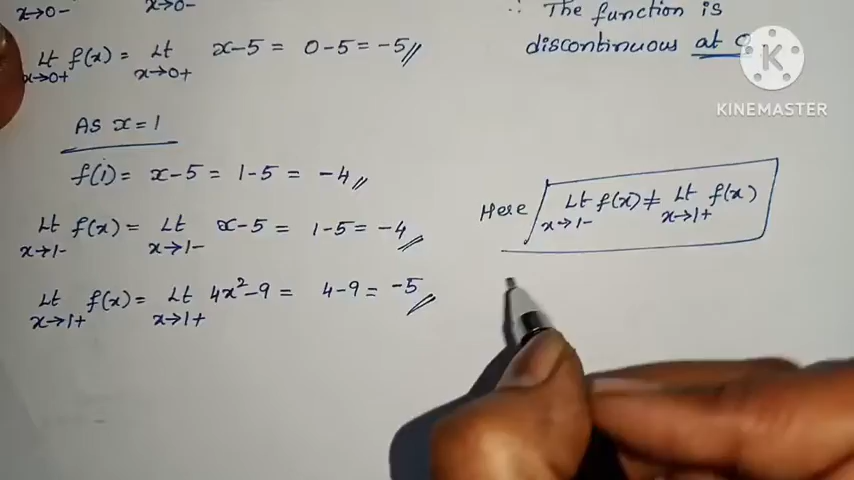 x→0- x→0-
Lt f(x) = Lt x-5 = 0-5 = -5//
x→0+ x→0+
As x=1
f(1) = x-5 = 1-5 = -4//
Lt f(x) = Lt x-5 = 1-5 = -4//
x→1- x→1-
Lt f(x) = Lt 4x²-9 = 4-9 = -5//
x→1+ x→1+
∴ The function is
discontinuous at
Here Lt f(x) ≠ Lt f(x)
x→1- x→1+
K
KINEMASTER